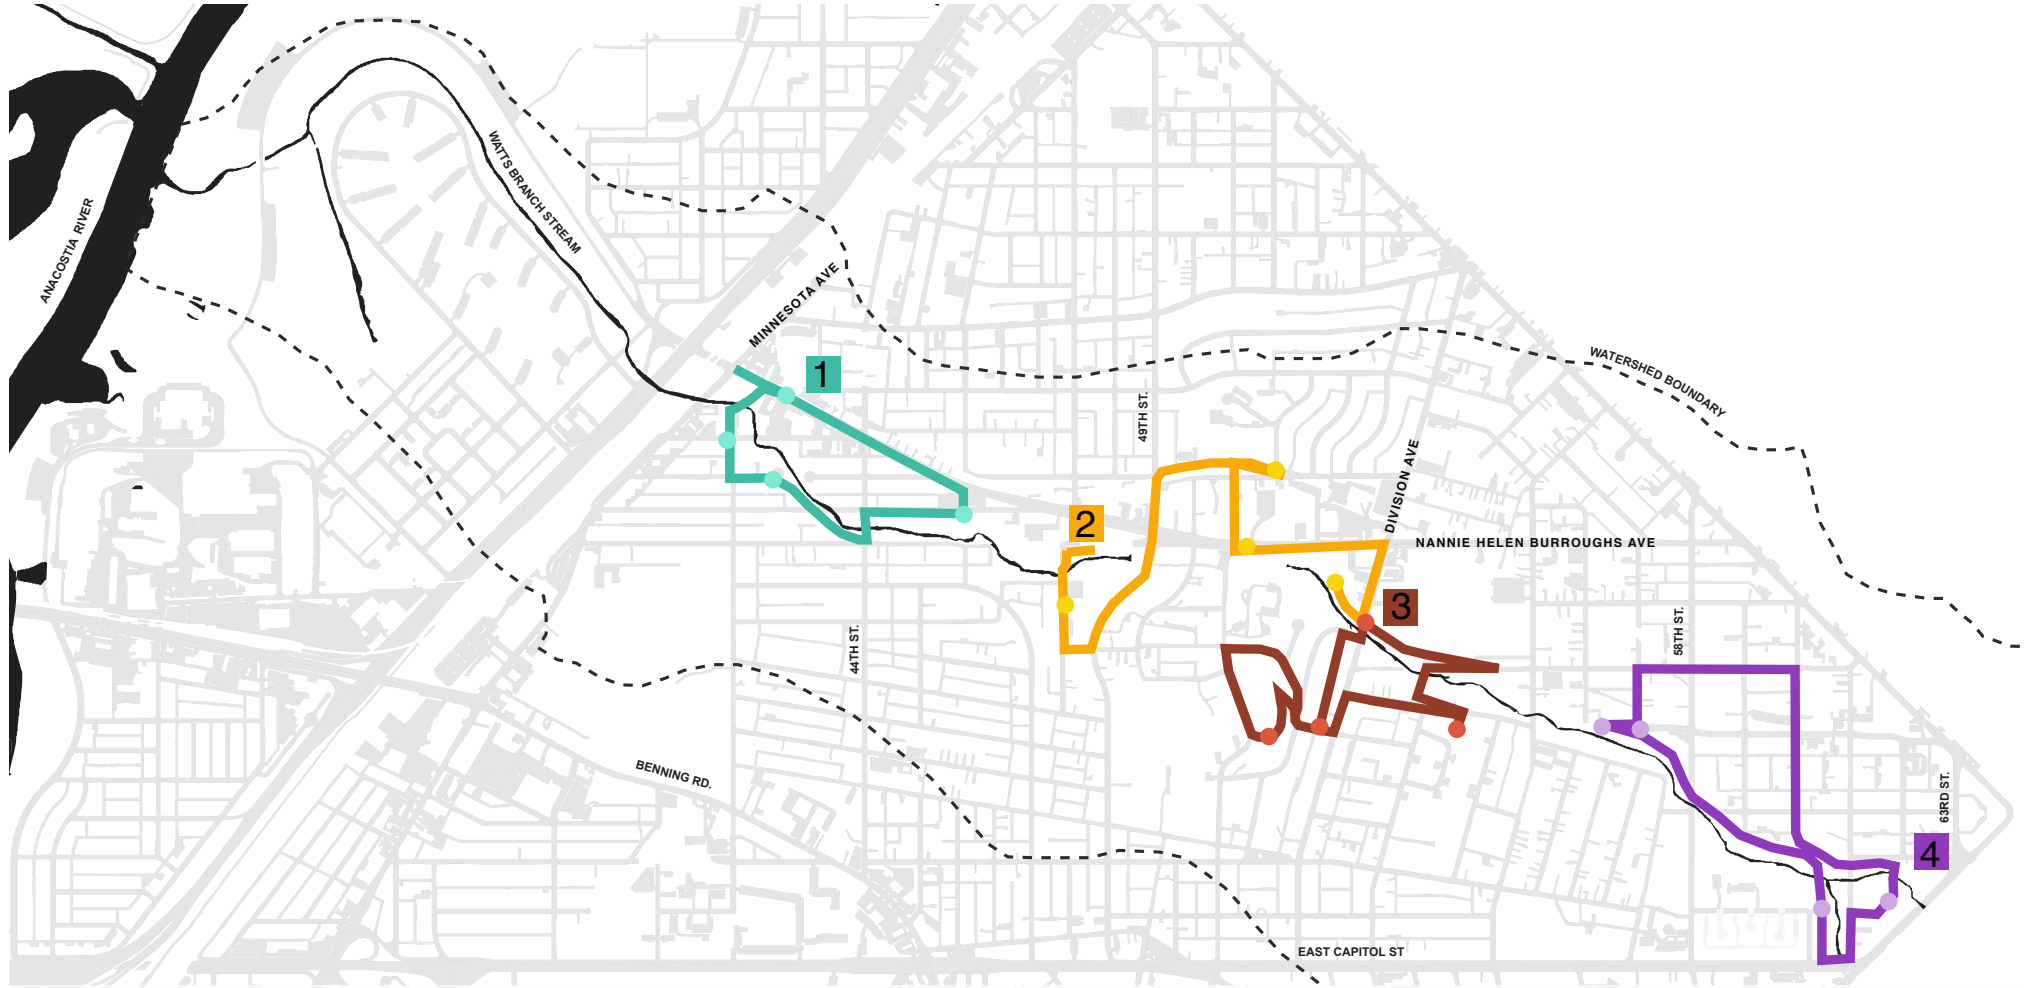 WATTS BRANCH STREAM
ANACOSTIA RIVER
MINNESOTA AVE
1
WATERSHED BOUNDARY
49TH ST.
DIVISION AVE
2
NANNIE HELEN BURROUGHS AVE
3
44TH ST.
58TH ST.
BENNING RD.
63RD ST.
4
EAST CAPITOL ST